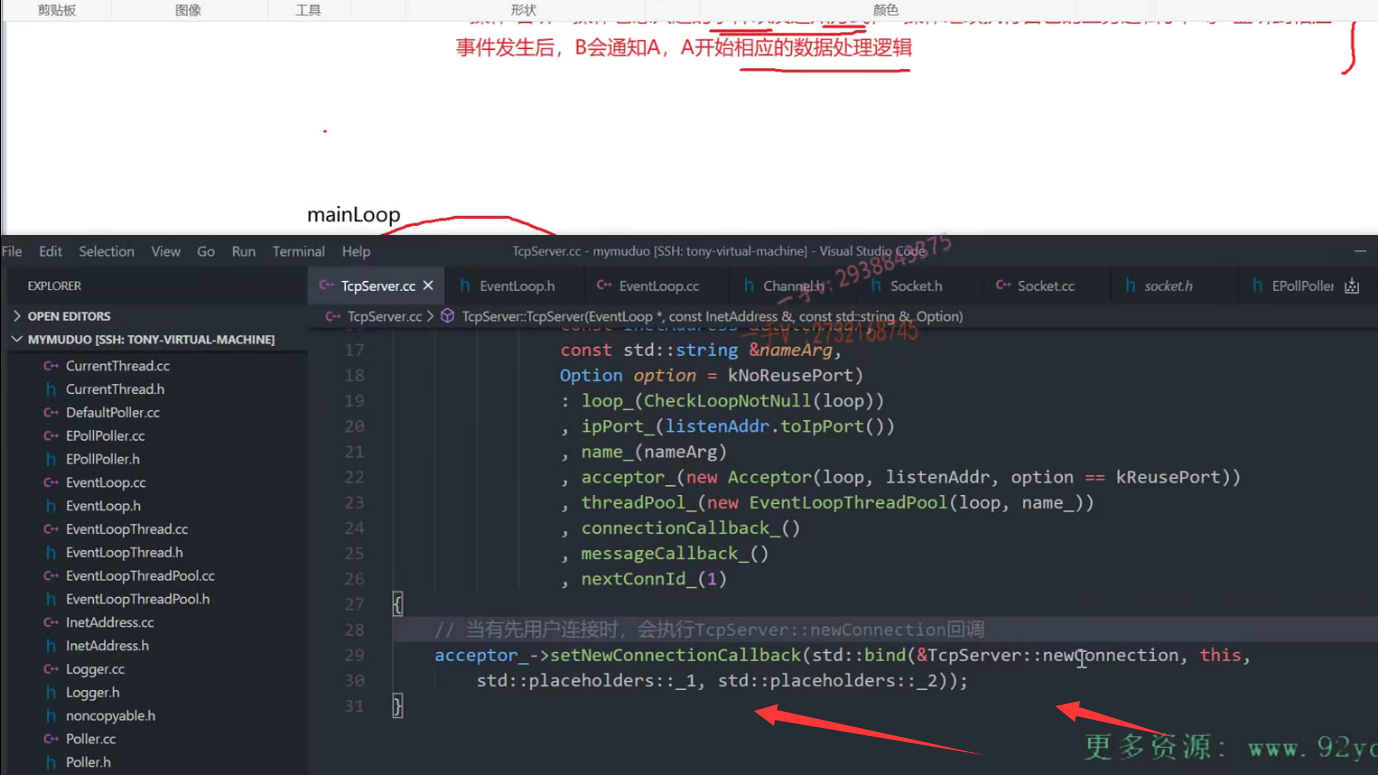 剪贴板 图像 工具 形状 颜色
事件发生后，B会通知A，A开始相应的数据处理逻辑
mainLoop
File Edit Selection View Go Run Terminal Help TcpServer.cc - mymuduo [SSH: tony-virtual-machine] - Visual Studio Code
EXPLORER TcpServer.cc EventLoop.h EventLoop.cc Channel.h Socket.h Socket.cc socket.h EPollPoller
OPEN EDITORS
TcpServer.cc > TcpServer::TcpServer(EventLoop *, const InetAddress &, const std::string &, Option)
MYMUDUO [SSH: TONY-VIRTUAL-MACHINE]
17 const std::string &nameArg,
18 Option option = kNoReusePort)
19 : loop_(CheckLoopNotNull(loop))
20 , ipPort_(listenAddr.toIpPort())
21 , name_(nameArg)
22 , acceptor_(new Acceptor(loop, listenAddr, option == kReusePort))
23 , threadPool_(new EventLoopThreadPool(loop, name_))
24 , connectionCallback_()
25 , messageCallback_()
26 , nextConnId_(1)
27 {
28 // 当有先用户连接时，会执行TcpServer::newConnection回调
29 acceptor_->setNewConnectionCallback(std::bind(&TcpServer::newConnection, this,
30 std::placeholders::_1, std::placeholders::_2));
31 }
CurrentThread.cc
CurrentThread.h
DefaultPoller.cc
EPollPoller.cc
EPollPoller.h
EventLoop.cc
EventLoop.h
EventLoopThread.cc
EventLoopThread.h
EventLoopThreadPool.cc
EventLoopThreadPool.h
InetAddress.cc
InetAddress.h
Logger.cc
Logger.h
noncopyable.h
Poller.cc
Poller.h
一手v: 2938849375
一手V :2732168745
更多资源: www.92yc